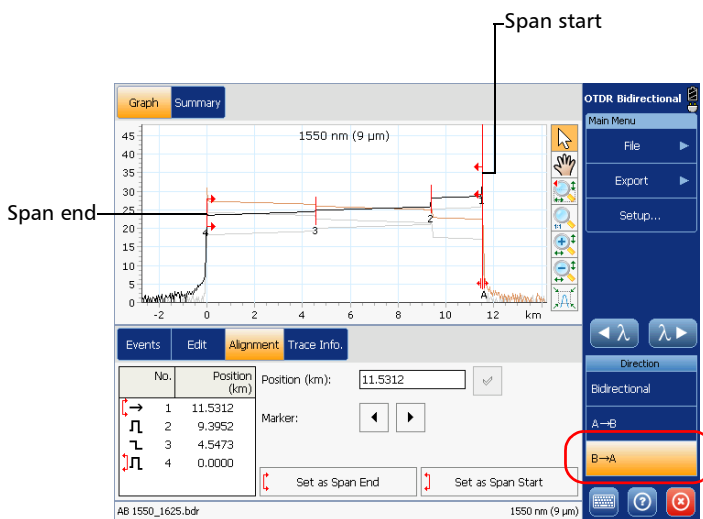 Span start
Span end
Graph
Summary
1550 nm (9 µm)
45
40
35
30
25
20
15
10
5
0
1
2
3
4
A
-2
0
2
4
6
8
10
12
km
1:1
Events
Edit
Alignment
Trace Info.
No.
Position
(km)
1 11.5312
2 9.3952
3 4.5473
4 0.0000
Position (km):
11.5312
Marker:
Set as Span End
Set as Span Start
AB 1550_1625.bdr
1550 nm (9 µm)
OTDR Bidirectional
Main Menu
File
Export
Setup...
λ
λ
Direction
Bidirectional
A→B
B→A
?